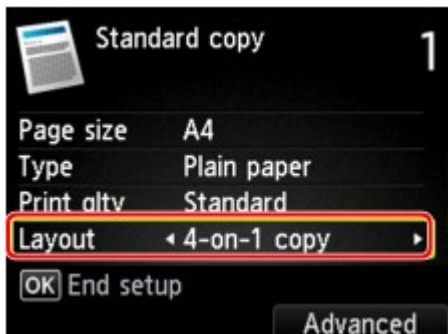 Standard copy
1
Page size A4
Type Plain paper
Print qlty Standard
Layout 4-on-1 copy
OK End setup
Advanced